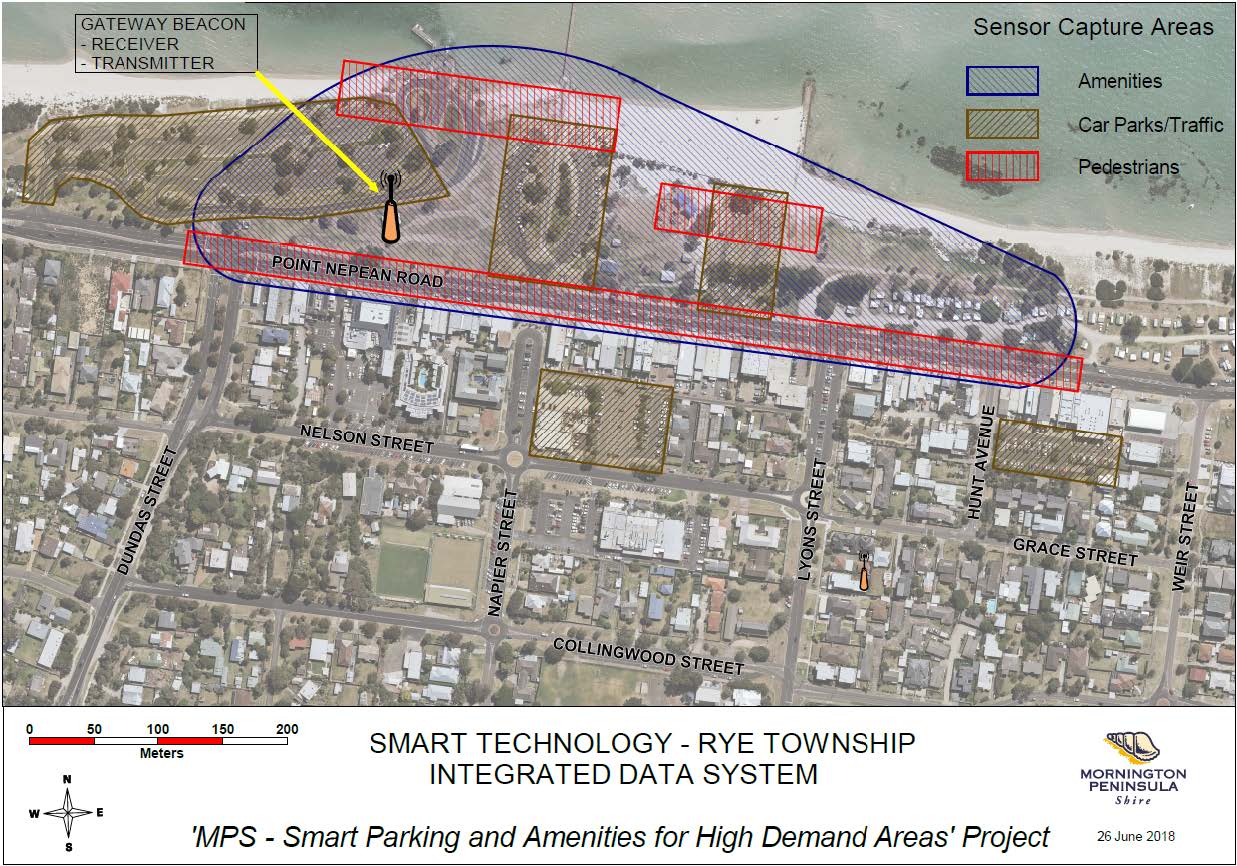 GATEWAY BEACON
- RECEIVER
- TRANSMITTER
Sensor Capture Areas
Amenities
Car Parks/Traffic
Pedestrians
POINT NEPEAN ROAD
NELSON STREET
DUNDAS STREET
NAPIER STREET
LYONS STREET
HUNT AVENUE
GRACE STREET
WEIR STREET
COLLINGWOOD STREET
0 50 100 150 200
Meters
N
W E
S
SMART TECHNOLOGY - RYE TOWNSHIP
INTEGRATED DATA SYSTEM
'MPS - Smart Parking and Amenities for High Demand Areas' Project
MORNINGTON
PENINSULA
Shire
26 June 2018